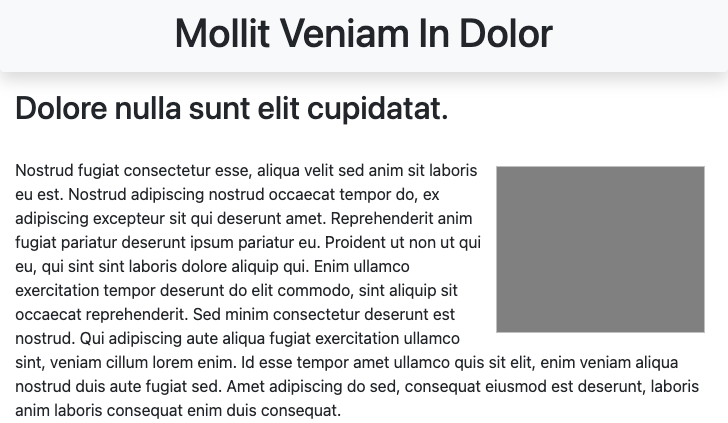 Mollit Veniam In Dolor
Dolore nulla sunt elit cupidatat.
Nostrud fugiat consectetur esse, aliqua velit sed anim sit laboris
eu est. Nostrud adipiscing nostrud occaecat tempor do, ex
adipiscing excepteur sit qui deserunt amet. Reprehenderit anim
fugiat pariatur deserunt ipsum pariatur eu. Proident ut non ut qui
eu, qui sint sint laboris dolore aliquip qui. Enim ullamco
exercitation tempor deserunt do elit commodo, sint aliquip sit
occaecat reprehenderit. Sed minim consectetur deserunt est
nostrud. Qui adipiscing aute aliqua fugiat exercitation ullamco
sint, veniam cillum lorem enim. Id esse tempor amet ullamco quis sit elit, enim veniam aliqua
nostrud duis aute fugiat sed. Amet adipiscing do sed, consequat eiusmod est deserunt, laboris
anim laboris consequat enim duis consequat.